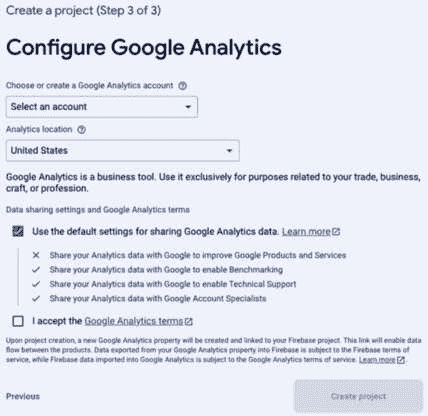 Create a project (Step 3 of 3)
Configure Google Analytics
Choose or create a Google Analytics account
Select an account
Analytics location
United States
Google Analytics is a business tool. Use it exclusively for purposes related to your trade, business,
craft, or profession.
Data sharing settings and Google Analytics terms
Use the default settings for sharing Google Analytics data. Learn more
Share your Analytics data with Google to improve Google Products and Services
Share your Analytics data with Google to enable Benchmarking
Share your Analytics data with Google to enable Technical Support
Share your Analytics data with Google Account Specialists
I accept the Google Analytics terms
Upon project creation, a new Google Analytics property will be created and linked to your Firebase project. This link will enable data
flow between the products. Data exported from your Google Analytics property into Firebase is subject to the Firebase terms of
service, while Firebase data imported into Google Analytics is subject to the Google Analytics terms of service. Learn more.
Previous
Create project